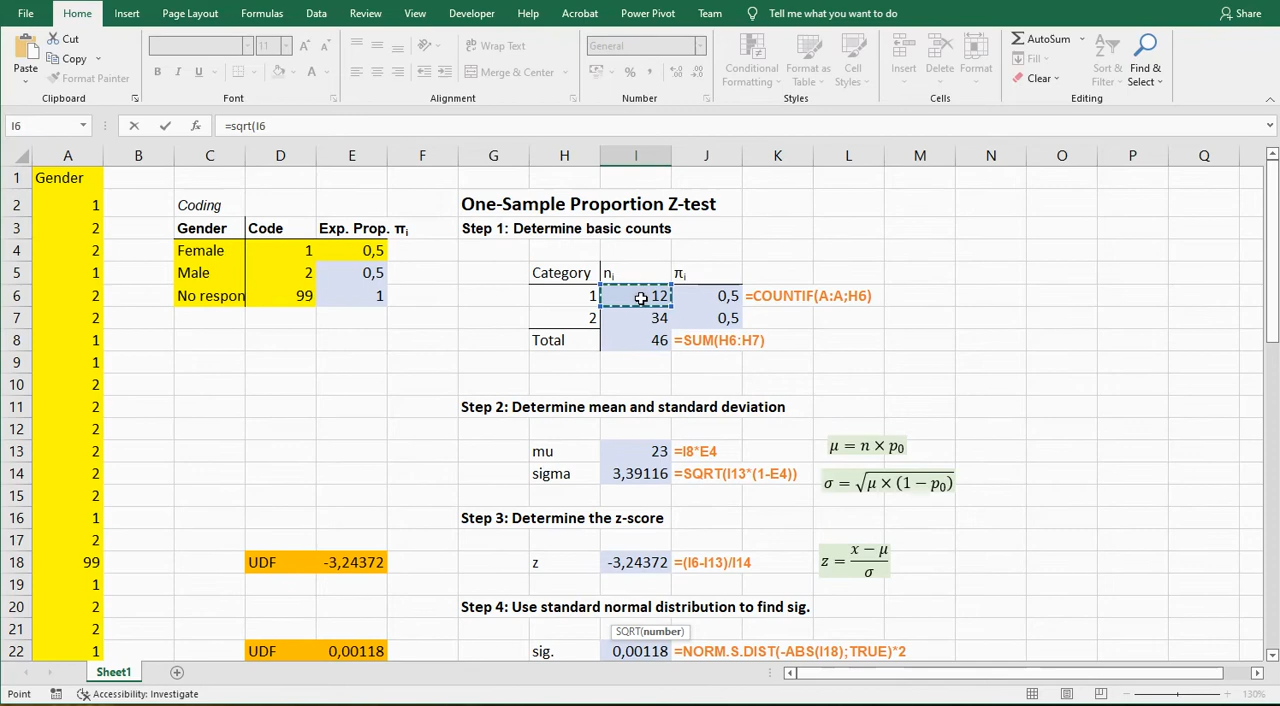 File Home Insert Page Layout Formulas Data Review View Developer Help Acrobat Power Pivot Team Tell me what you want to do Share
Paste Cut Copy Format Painter
Clipboard
11 A A B I U A
Font
ab Wrap Text Merge & Center
Alignment
General % 
Number
Conditional Formatting Format as Table Cell Styles
Styles
Insert Delete Format
Cells
AutoSum Fill Clear Sort & Filter Find & Select
Editing
I6 fx =sqrt(I6
A B C D E F G H I J K L M N O P Q
1 Gender
2 1 Coding One-Sample Proportion Z-test
3 2 Gender Code Exp. Prop. πi Step 1: Determine basic counts
4 2 Female 1 0,5
5 1 Male 2 0,5 Category ni πi
6 2 No respon 99 1 1 12 0,5 =COUNTIF(A:A;H6)
7 2 2 34 0,5
8 1 Total 46 =SUM(H6:H7)
9 1
10 2
11 2 Step 2: Determine mean and standard deviation
12 2
13 2 mu 23 =I8*E4 μ = n × p0
14 2 sigma 3,39116 =SQRT(I13*(1-E4)) σ = √μ × (1 − p0)
15 2
16 1 Step 3: Determine the z-score
17 2
18 99 UDF -3,24372 z -3,24372 =(I6-I13)/I14 z = x − μ / σ
19 1
20 2 Step 4: Use standard normal distribution to find sig.
21 2 SQRT(number)
22 1 UDF 0,00118 sig. 0,00118 =NORM.S.DIST(-ABS(I18);TRUE)*2
Sheet1
Point Accessibility: Investigate 130%